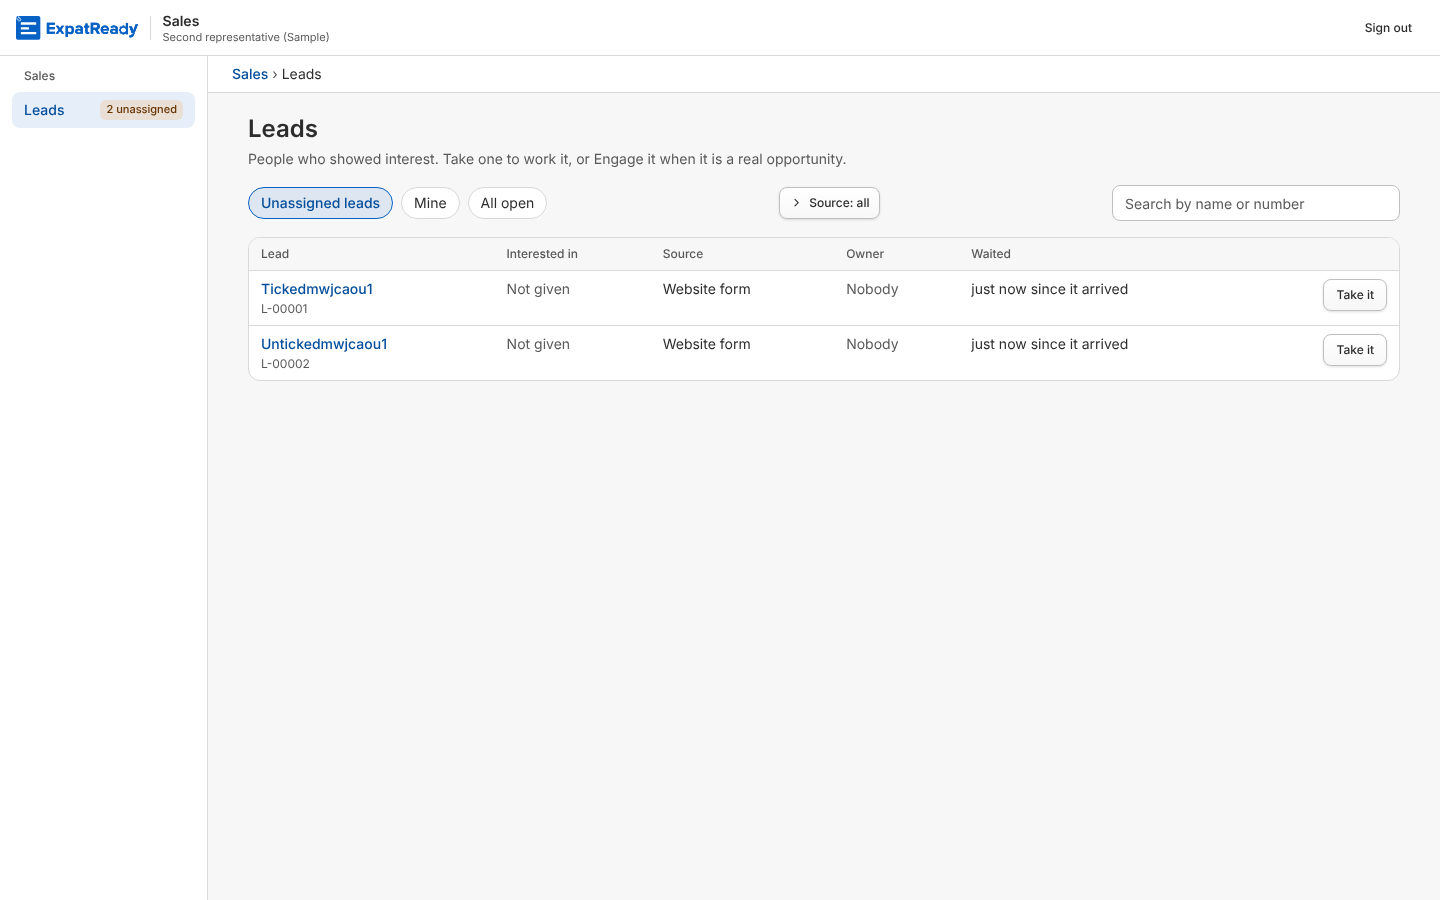 ExpatReady
Sales
Second representative (Sample)
Sign out
Sales
Leads
2 unassigned
Sales › Leads
Leads
People who showed interest. Take one to work it, or Engage it when it is a real opportunity.
Unassigned leads
Mine
All open
Source: all
Search by name or number
Lead Interested in Source Owner Waited
Tickedmwjcaou1 Not given Website form Nobody just now since it arrived Take it
L-00001
Untickedmwjcaou1 Not given Website form Nobody just now since it arrived Take it
L-00002